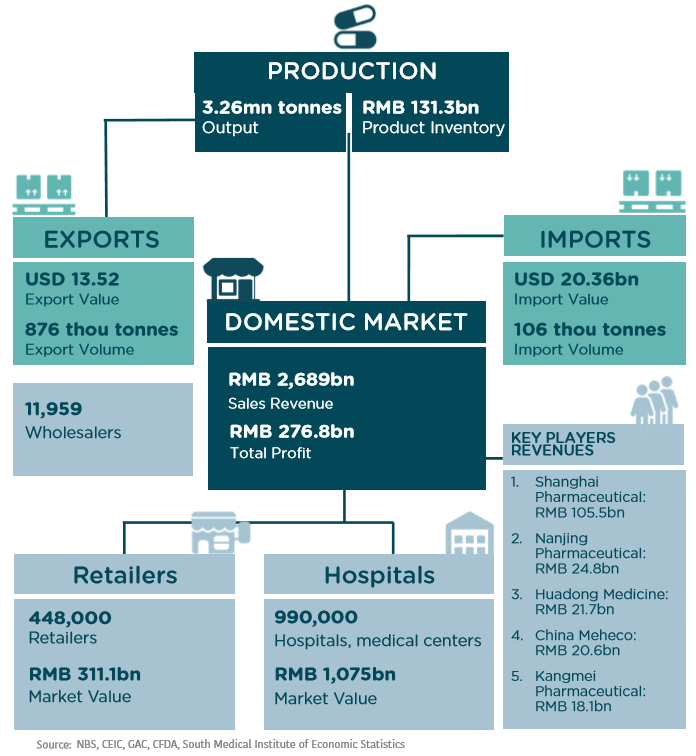 PRODUCTION
3.26mn tonnes
Output
RMB 131.3bn
Product Inventory
EXPORTS
USD 13.52
Export Value
876 thou tonnes
Export Volume
IMPORTS
USD 20.36bn
Import Value
106 thou tonnes
Import Volume
DOMESTIC MARKET
RMB 2,689bn
Sales Revenue
RMB 276.8bn
Total Profit
11,959
Wholesalers
KEY PLAYERS
REVENUES
1. Shanghai
Pharmaceutical:
RMB 105.5bn
2. Nanjing
Pharmaceutical:
RMB 24.8bn
3. Huadong Medicine:
RMB 21.7bn
4. China Meheco:
RMB 20.6bn
5. Kangmei
Pharmaceutical:
RMB 18.1bn
Retailers
448,000
Retailers
RMB 311.1bn
Market Value
Hospitals
990,000
Hospitals, medical centers
RMB 1,075bn
Market Value
Source: NBS, CEIC, GAC, CFDA, South Medical Institute of Economic Statistics